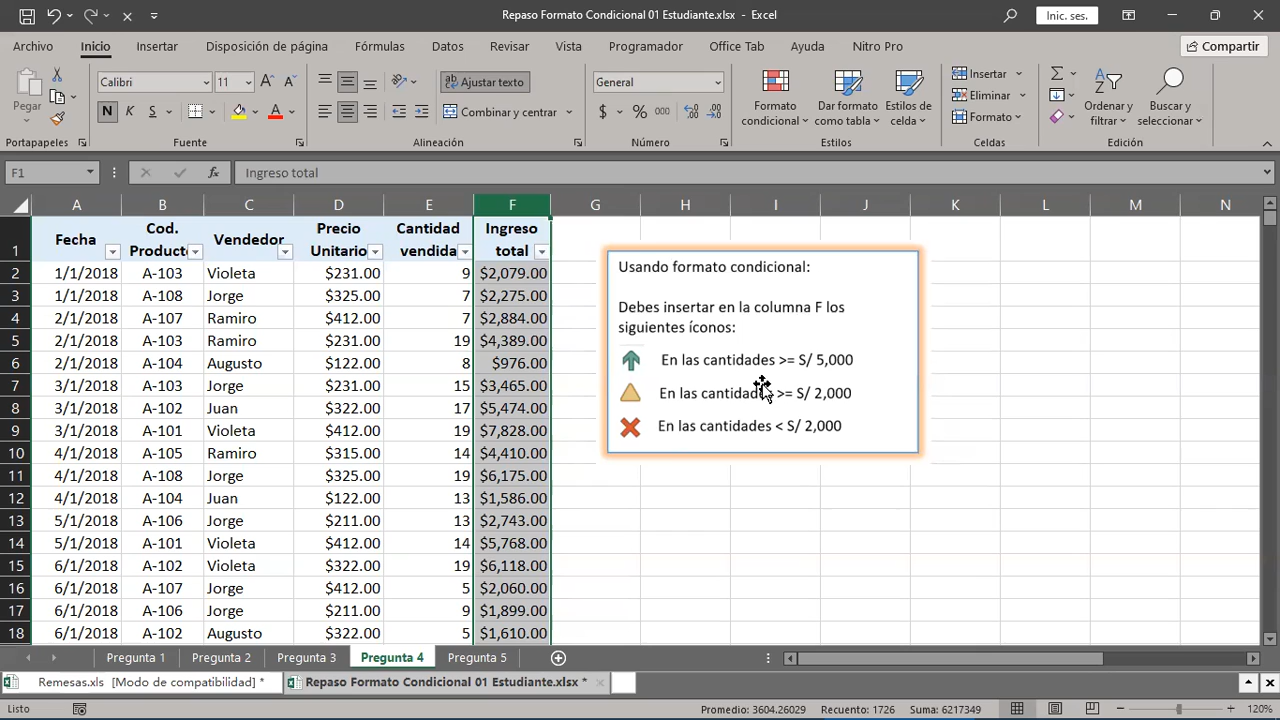 Repaso Formato Condicional 01 Estudiante.xlsx - Excel
Inic. ses.
Archivo Inicio Insertar Disposición de página Fórmulas Datos Revisar Vista Programador Office Tab Ayuda Nitro Pro Compartir
Pegar
Calibri 11
N K S
Ajustar texto
Combinar y centrar
General
$ % 000
Formato condicional
Dar formato como tabla
Estilos de celda
Insertar
Eliminar
Formato
Ordenar y filtrar
Buscar y seleccionar
Portapapeles Fuente Alineación Número Estilos Celdas Edición
F1 fx Ingreso total
A B C D E F G H I J K L M N
1 Fecha Cod. Producto Vendedor Precio Unitario Cantidad vendida Ingreso total
2 1/1/2018 A-103 Violeta $231.00 9 $2,079.00
3 1/1/2018 A-108 Jorge $325.00 7 $2,275.00
4 2/1/2018 A-107 Ramiro $412.00 7 $2,884.00
5 2/1/2018 A-103 Ramiro $231.00 19 $4,389.00
6 2/1/2018 A-104 Augusto $122.00 8 $976.00
7 3/1/2018 A-103 Jorge $231.00 15 $3,465.00
8 3/1/2018 A-102 Juan $322.00 17 $5,474.00
9 3/1/2018 A-101 Violeta $412.00 19 $7,828.00
10 4/1/2018 A-105 Ramiro $315.00 14 $4,410.00
11 4/1/2018 A-108 Jorge $325.00 19 $6,175.00
12 4/1/2018 A-104 Juan $122.00 13 $1,586.00
13 5/1/2018 A-106 Jorge $211.00 13 $2,743.00
14 5/1/2018 A-101 Violeta $412.00 14 $5,768.00
15 6/1/2018 A-102 Violeta $322.00 19 $6,118.00
16 6/1/2018 A-107 Jorge $412.00 5 $2,060.00
17 6/1/2018 A-106 Jorge $211.00 9 $1,899.00
18 6/1/2018 A-102 Augusto $322.00 5 $1,610.00
Usando formato condicional:
Debes insertar en la columna F los
siguientes íconos:
En las cantidades >= S/ 5,000
En las cantidades >= S/ 2,000
En las cantidades < S/ 2,000
Pregunta 1 Pregunta 2 Pregunta 3 Pregunta 4 Pregunta 5
Remesas.xls [Modo de compatibilidad] * Repaso Formato Condicional 01 Estudiante.xlsx *
Listo Promedio: 3604.26029 Recuento: 1726 Suma: 6217349 120%